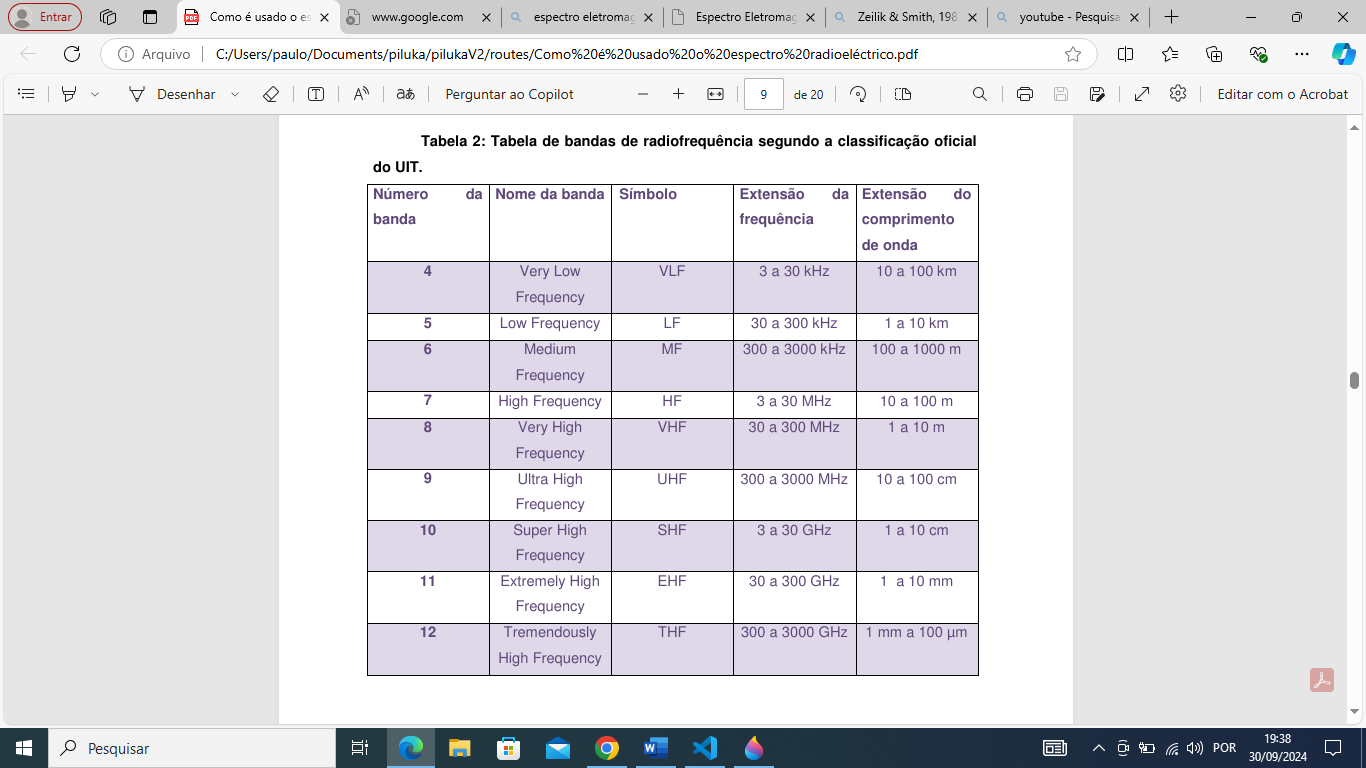 Entrar
Como é usado o es
www.google.com
espectro eletromag
Espectro Eletromag
Zeilik & Smith, 198
youtube - Pesquisa
Arquivo
C:/Users/paulo/Documents/piluka/pilukaV2/routes/Como%20é%20usado%20o%20espectro%20radioeléctrico.pdf
Desenhar
Perguntar ao Copilot
9
de 20
Editar com o Acrobat
Tabela 2: Tabela de bandas de radiofrequência segundo a classificação oficial
do UIT.
Número da banda
Nome da banda
Símbolo
Extensão da frequência
Extensão do comprimento de onda
4
Very Low
Frequency
VLF
3 a 30 kHz
10 a 100 km
5
Low Frequency
LF
30 a 300 kHz
1 a 10 km
6
Medium
Frequency
MF
300 a 3000 kHz
100 a 1000 m
7
High Frequency
HF
3 a 30 MHz
10 a 100 m
8
Very High
Frequency
VHF
30 a 300 MHz
1 a 10 m
9
Ultra High
Frequency
UHF
300 a 3000 MHz
10 a 100 cm
10
Super High
Frequency
SHF
3 a 30 GHz
1 a 10 cm
11
Extremely High
Frequency
EHF
30 a 300 GHz
1 a 10 mm
12
Tremendously
High Frequency
THF
300 a 3000 GHz
1 mm a 100 µm
Pesquisar
POR
19:38
30/09/2024